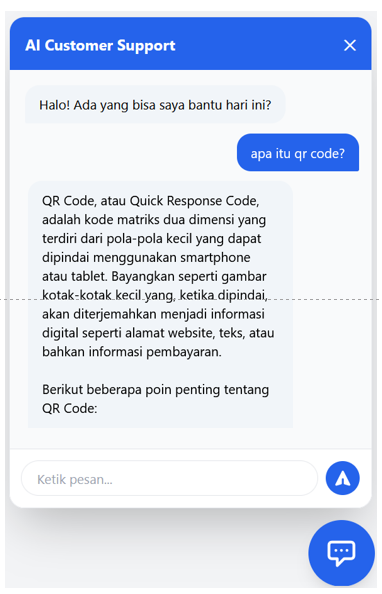 AI Customer Support
Halo! Ada yang bisa saya bantu hari ini?
apa itu qr code?
QR Code, atau Quick Response Code,
adalah kode matriks dua dimensi yang
terdiri dari pola-pola kecil yang dapat
dipindai menggunakan smartphone
atau tablet. Bayangkan seperti gambar
kotak-kotak kecil yang, ketika dipindai,
akan diterjemahkan menjadi informasi
digital seperti alamat website, teks, atau
bahkan informasi pembayaran.
Berikut beberapa poin penting tentang
QR Code:
Ketik pesan...